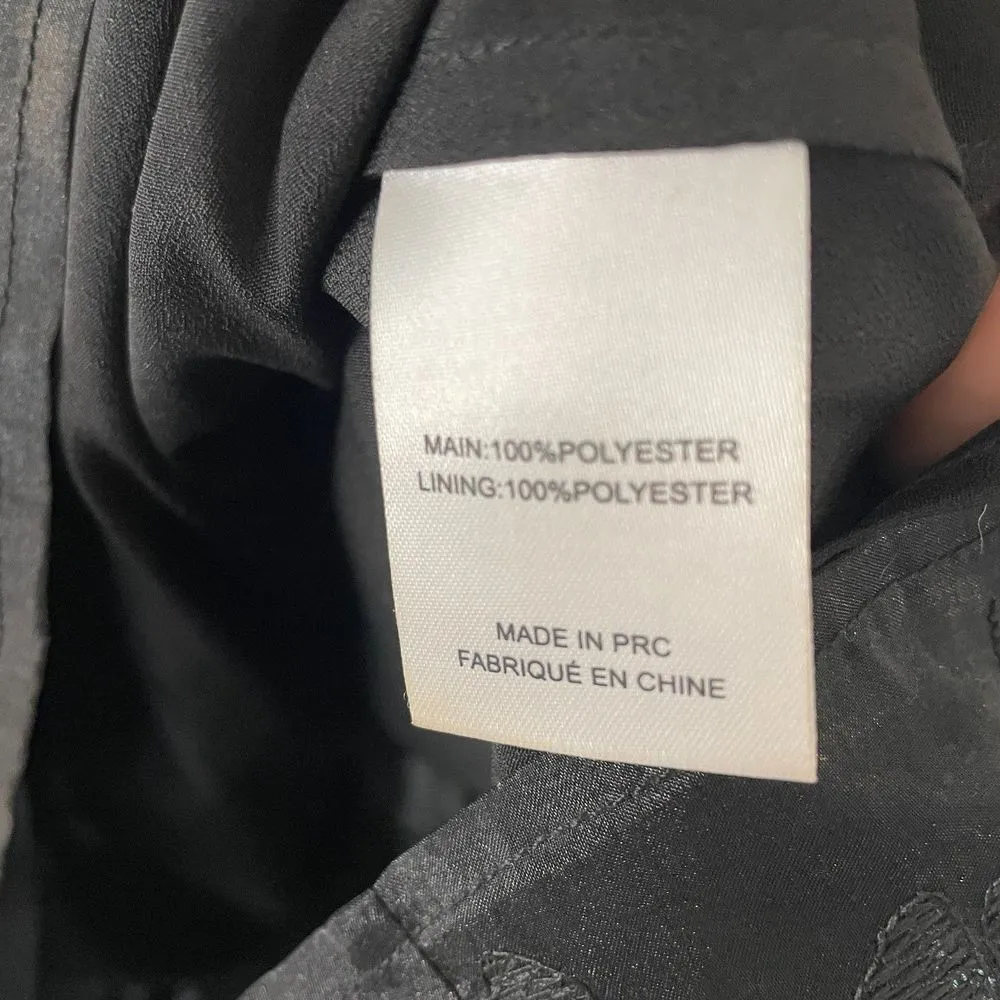 MAIN:100%POLYESTER
LINING:100%POLYESTER
MADE IN PRC
FABRIQUÉ EN CHINE